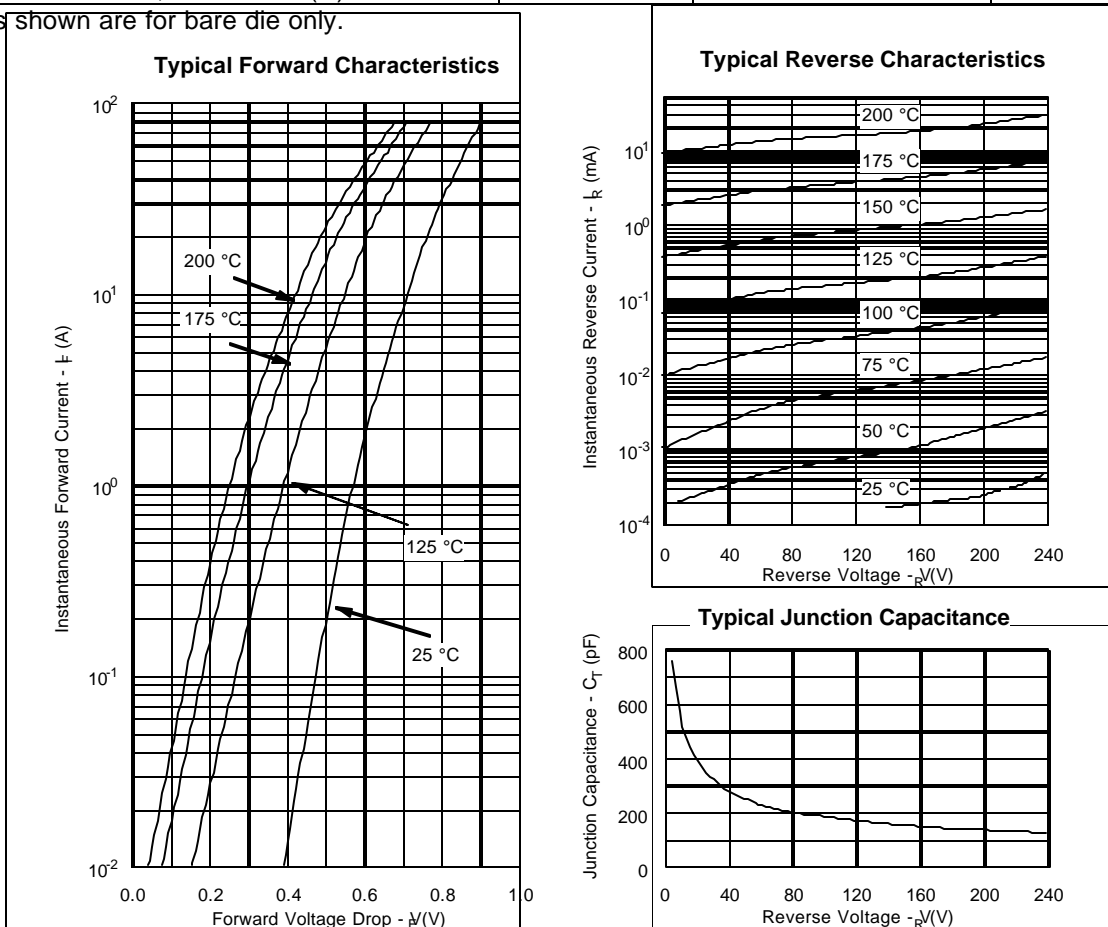 s shown are for bare die only.
Typical Forward Characteristics
10²
10¹
10⁰
10⁻¹
10⁻²
Instantaneous Forward Current - I_F (A)
200 °C
175 °C
125 °C
25 °C
0.0 0.2 0.4 0.6 0.8 1.0
Forward Voltage Drop - V_F (V)
Typical Reverse Characteristics
10¹
10⁰
10⁻¹
10⁻²
10⁻³
10⁻⁴
Instantaneous Reverse Current - I_R (mA)
200 °C
175 °C
150 °C
125 °C
100 °C
75 °C
50 °C
25 °C
0 40 80 120 160 200 240
Reverse Voltage - V_R (V)
Typical Junction Capacitance
800
600
400
200
0
Junction Capacitance - C_T (pF)
0 40 80 120 160 200 240
Reverse Voltage - V_R (V)